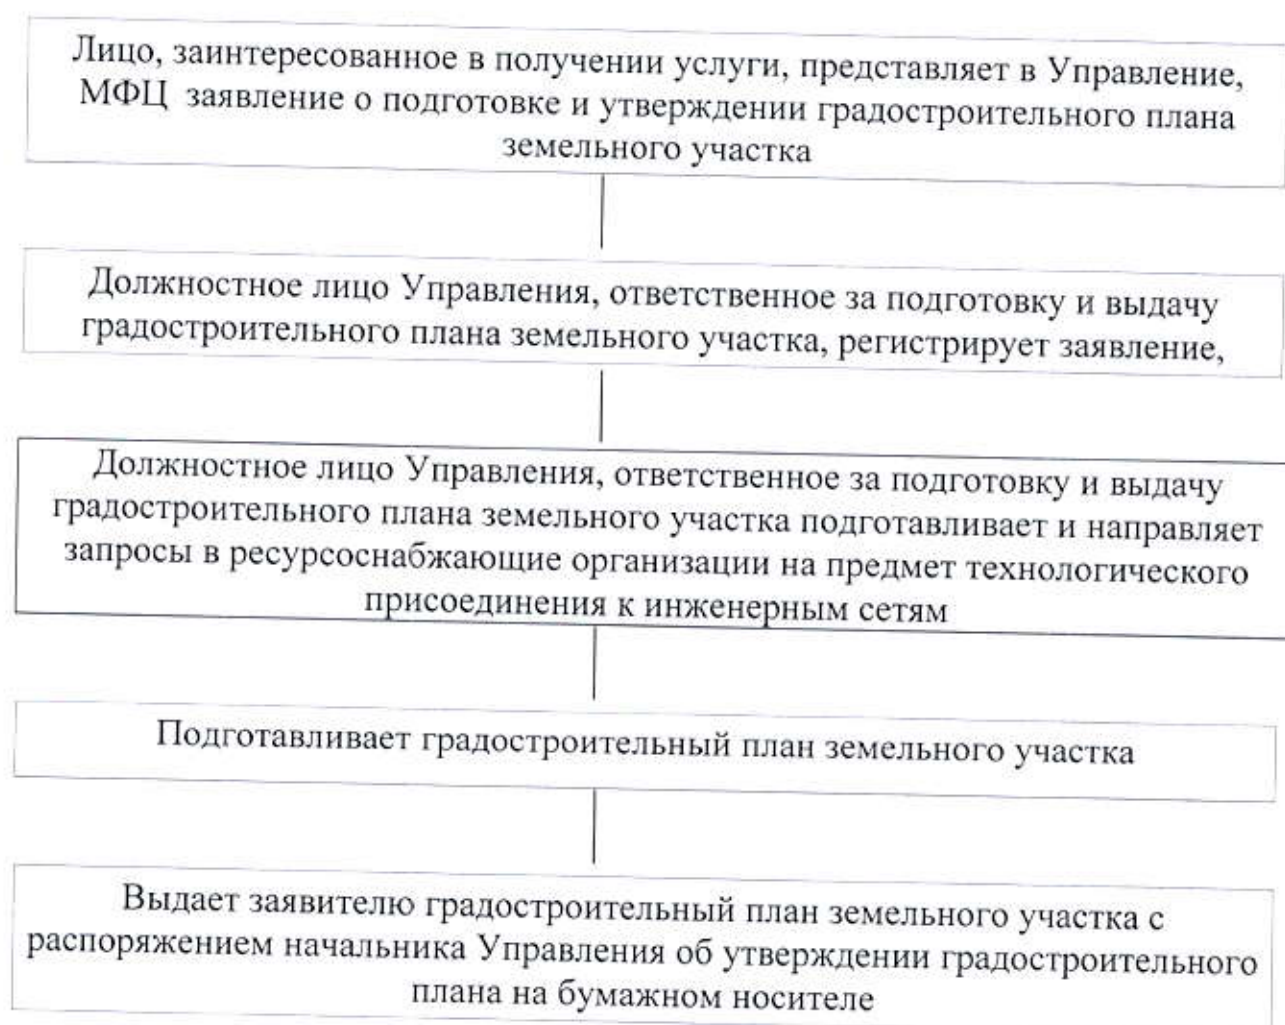 Лицо, заинтересованное в получении услуги, представляет в Управление,
МФЦ заявление о подготовке и утверждении градостроительного плана
земельного участка
Должностное лицо Управления, ответственное за подготовку и выдачу
градостроительного плана земельного участка, регистрирует заявление,
Должностное лицо Управления, ответственное за подготовку и выдачу
градостроительного плана земельного участка подготавливает и направляет
запросы в ресурсоснабжающие организации на предмет технологического
присоединения к инженерным сетям
Подготавливает градостроительный план земельного участка
Выдает заявителю градостроительный план земельного участка с
распоряжением начальника Управления об утверждении градостроительного
плана на бумажном носителе